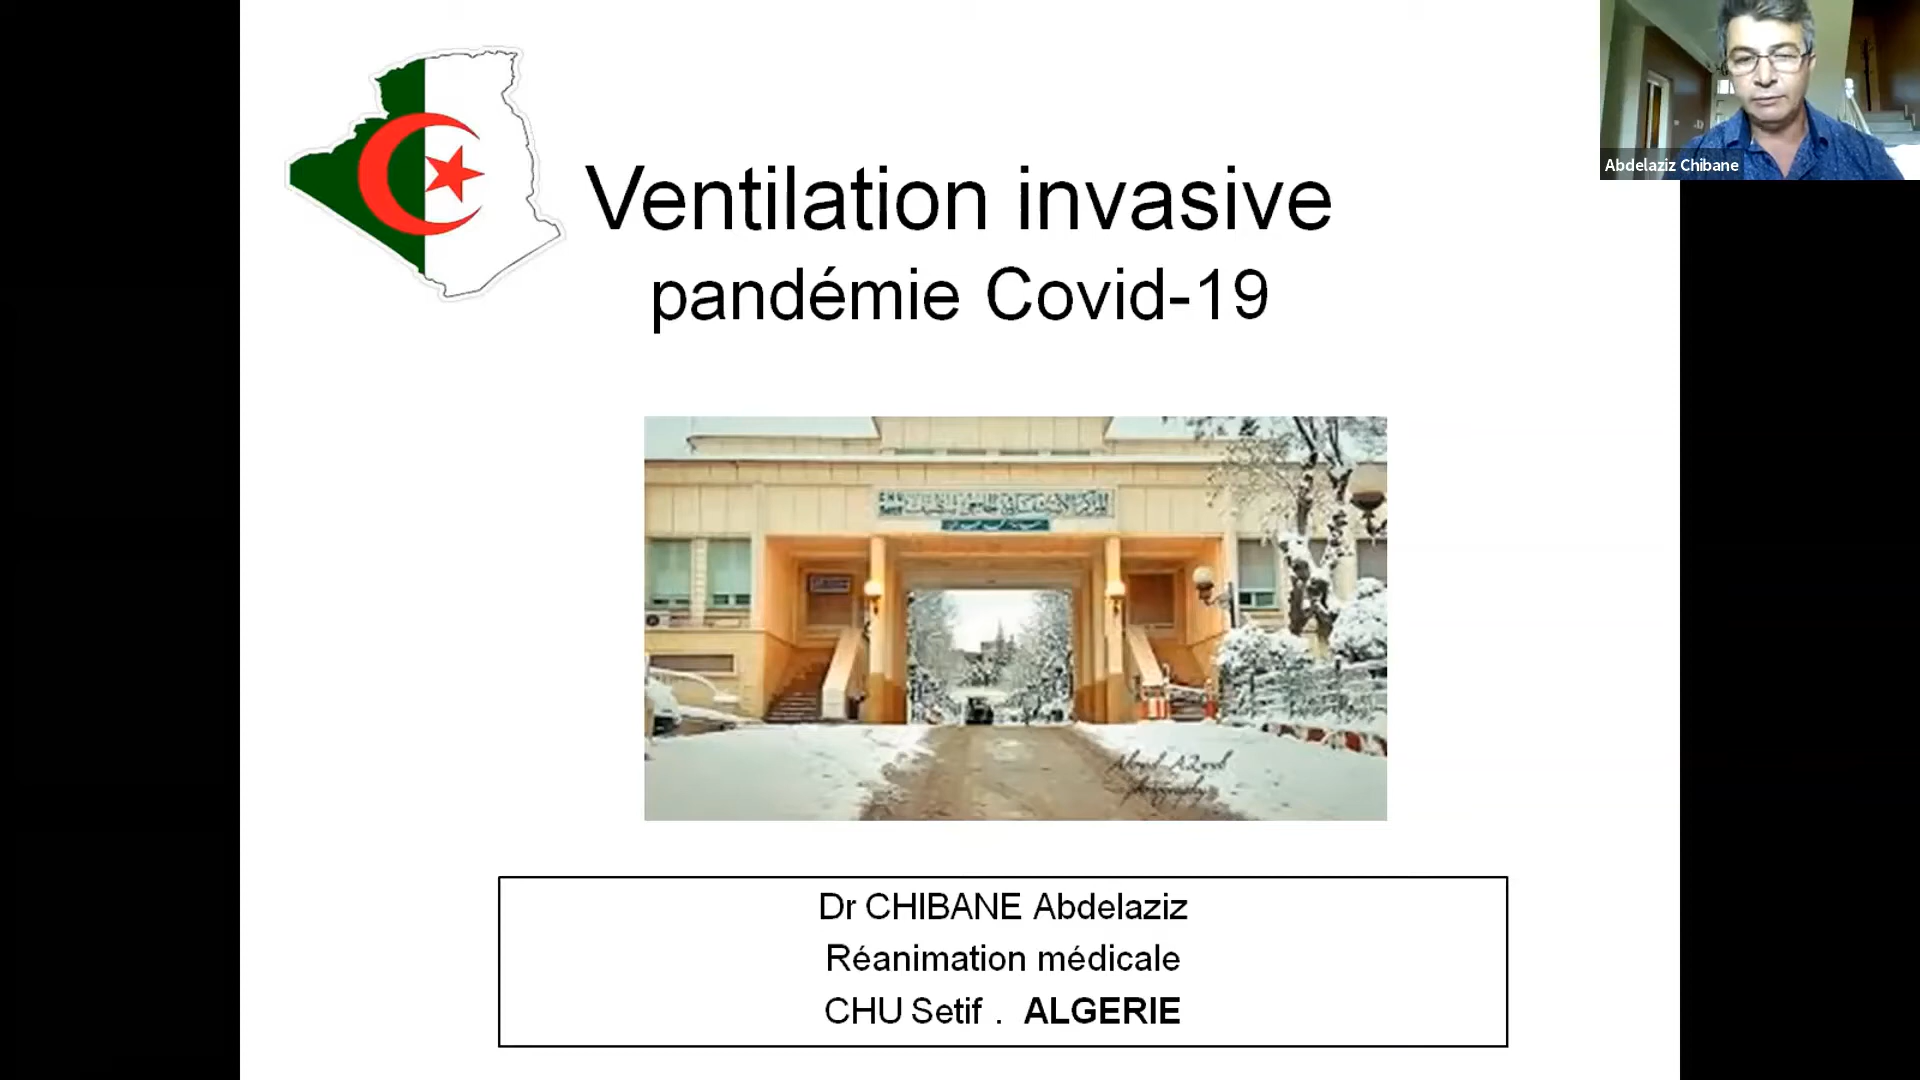 Abdelaziz Chibane
Ventilation invasive
pandémie Covid-19
Dr CHIBANE Abdelaziz
Réanimation médicale
CHU Setif . ALGERIE